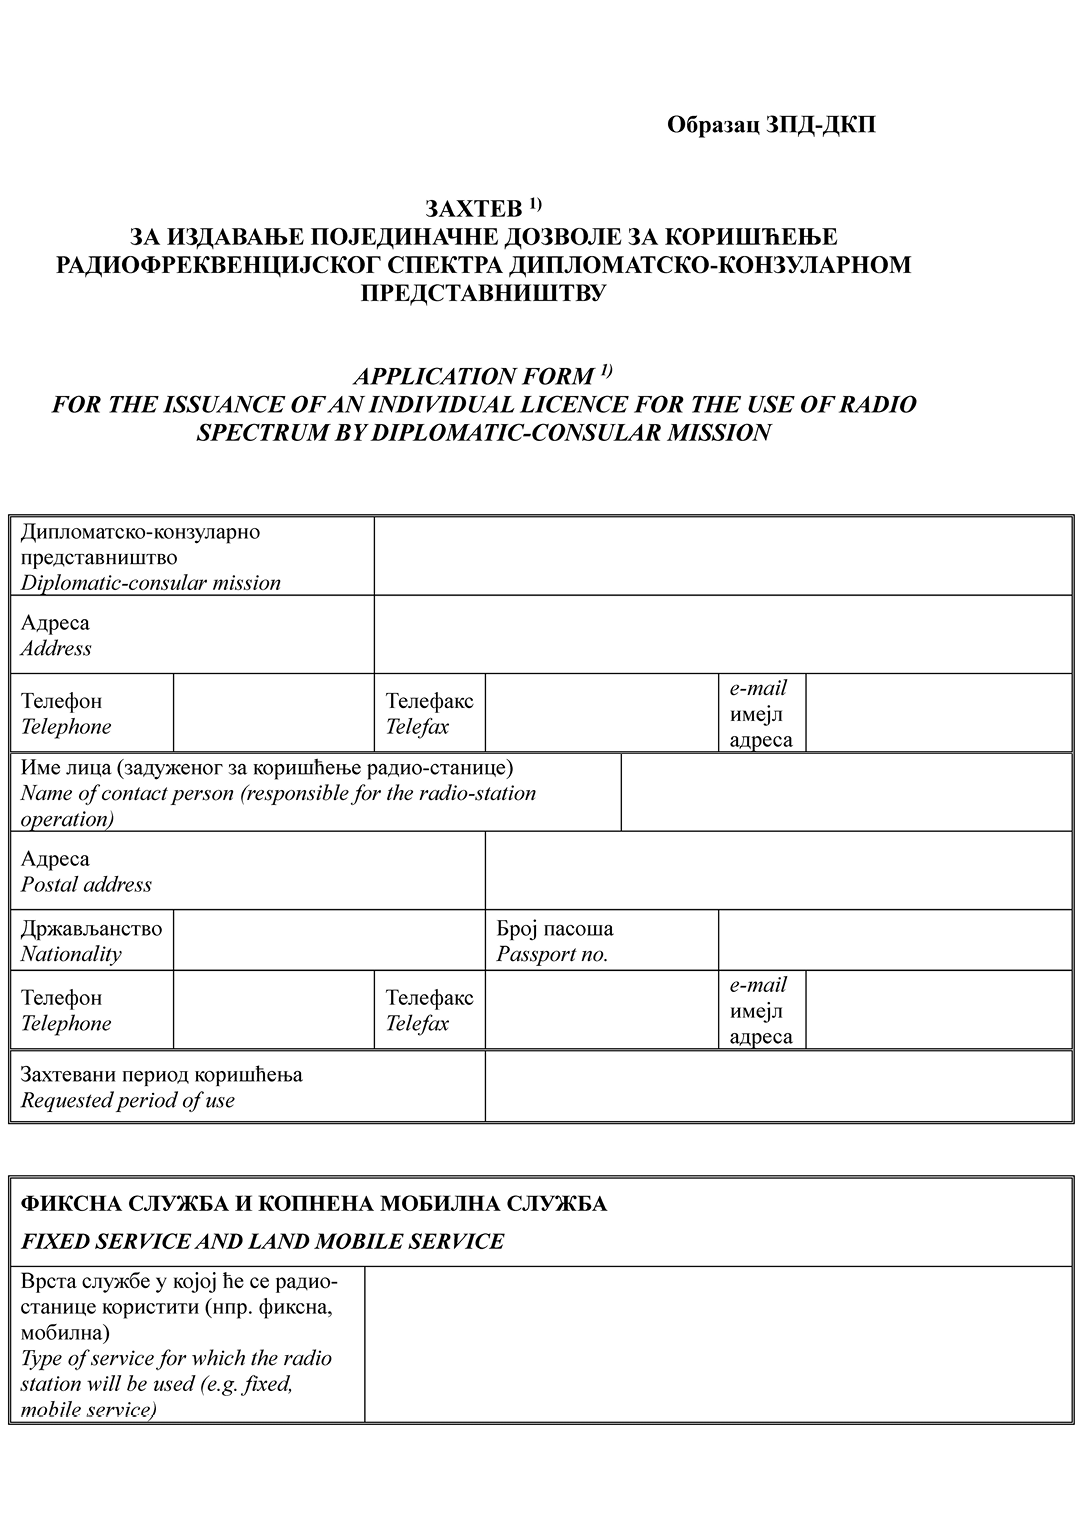 Образац ЗПД-ДКП
ЗАХТЕВ 1)
ЗА ИЗДАВАЊЕ ПОЈЕДИНАЧНЕ ДОЗВОЛЕ ЗА КОРИШЋЕЊЕ
РАДИОФРЕКВЕНЦИЈСКОГ СПЕКТРА ДИПЛОМАТСКО-КОНЗУЛАРНОМ
ПРЕДСТАВНИШТВУ
APPLICATION FORM 1)
FOR THE ISSUANCE OF AN INDIVIDUAL LICENCE FOR THE USE OF RADIO
SPECTRUM BY DIPLOMATIC-CONSULAR MISSION
Дипломатско-конзуларно
представништво
Diplomatic-consular mission
Адреса
Address
Телефон
Telephone
Телефакс
Telefax
e-mail
имејл
адреса
Име лица (задуженог за коришћење радио-станице)
Name of contact person (responsible for the radio-station
operation)
Адреса
Postal address
Држављанство
Nationality
Број пасоша
Passport no.
Телефон
Telephone
Телефакс
Telefax
e-mail
имејл
адреса
Захтевани период коришћења
Requested period of use
ФИКСНА СЛУЖБА И КОПНЕНА МОБИЛНА СЛУЖБА
FIXED SERVICE AND LAND MOBILE SERVICE
Врста службе у којој ће се радио-
станице користити (нпр. фиксна,
мобилна)
Type of service for which the radio
station will be used (e.g. fixed,
mobile service)